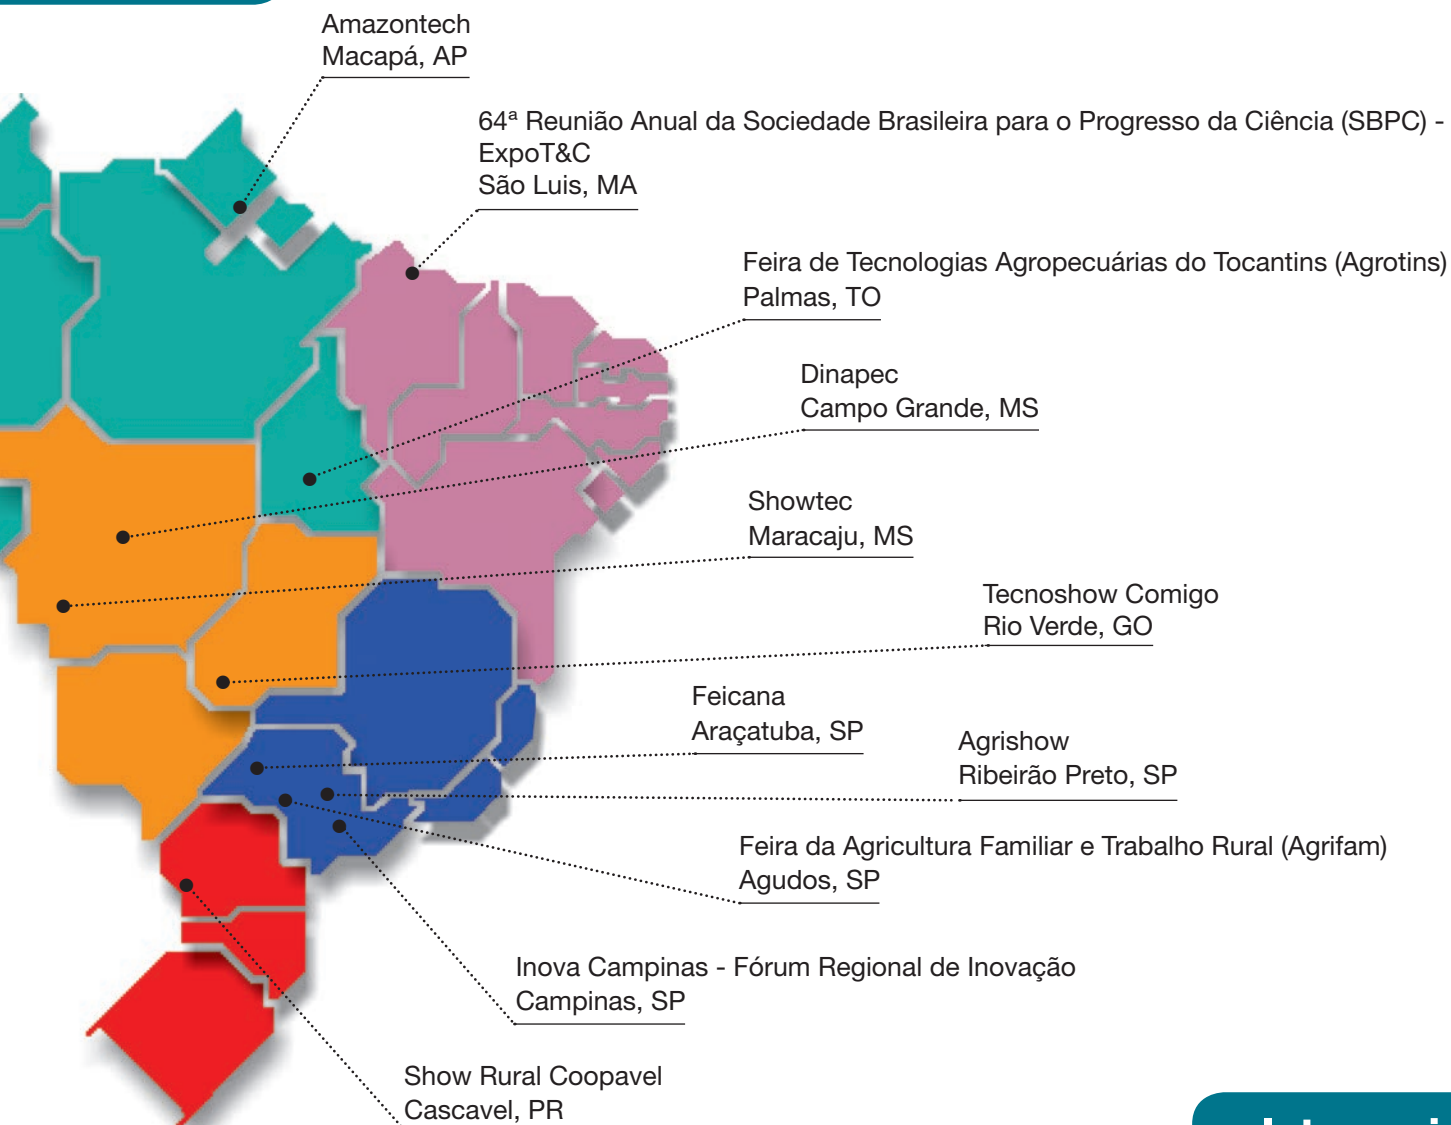 Amazontech
Macapá, AP
64ª Reunião Anual da Sociedade Brasileira para o Progresso da Ciência (SBPC) -
ExpoT&C
São Luis, MA
Feira de Tecnologias Agropecuárias do Tocantins (Agrotins)
Palmas, TO
Dinapec
Campo Grande, MS
Showtec
Maracaju, MS
Tecnoshow Comigo
Rio Verde, GO
Feicana
Araçatuba, SP
Agrishow
Ribeirão Preto, SP
Feira da Agricultura Familiar e Trabalho Rural (Agrifam)
Agudos, SP
Inova Campinas - Fórum Regional de Inovação
Campinas, SP
Show Rural Coopavel
Cascavel, PR